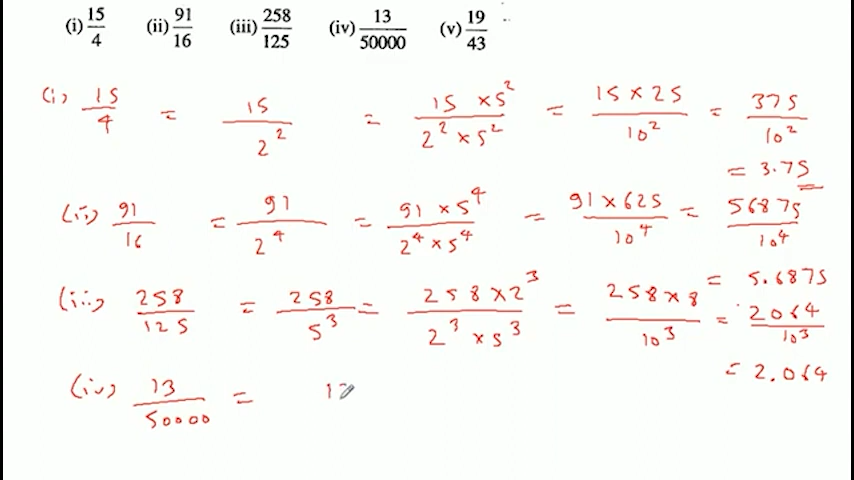 (i) 15/4 (ii) 91/16 (iii) 258/125 (iv) 13/50000 (v) 19/43
(i) 15/4 = 15/2² = 15 × 5²/2² × 5² = 15 × 25/10² = 375/10²
= 3.75
(ii) 91/16 = 91/2⁴ = 91 × 5⁴/2⁴ × 5⁴ = 91 × 625/10⁴ = 56875/10⁴
= 5.6875
(iii) 258/125 = 258/5³ = 258 × 2³/2³ × 5³ = 258 × 8/10³ = 2064/10³
= 2.064
(iv) 13/50000 =